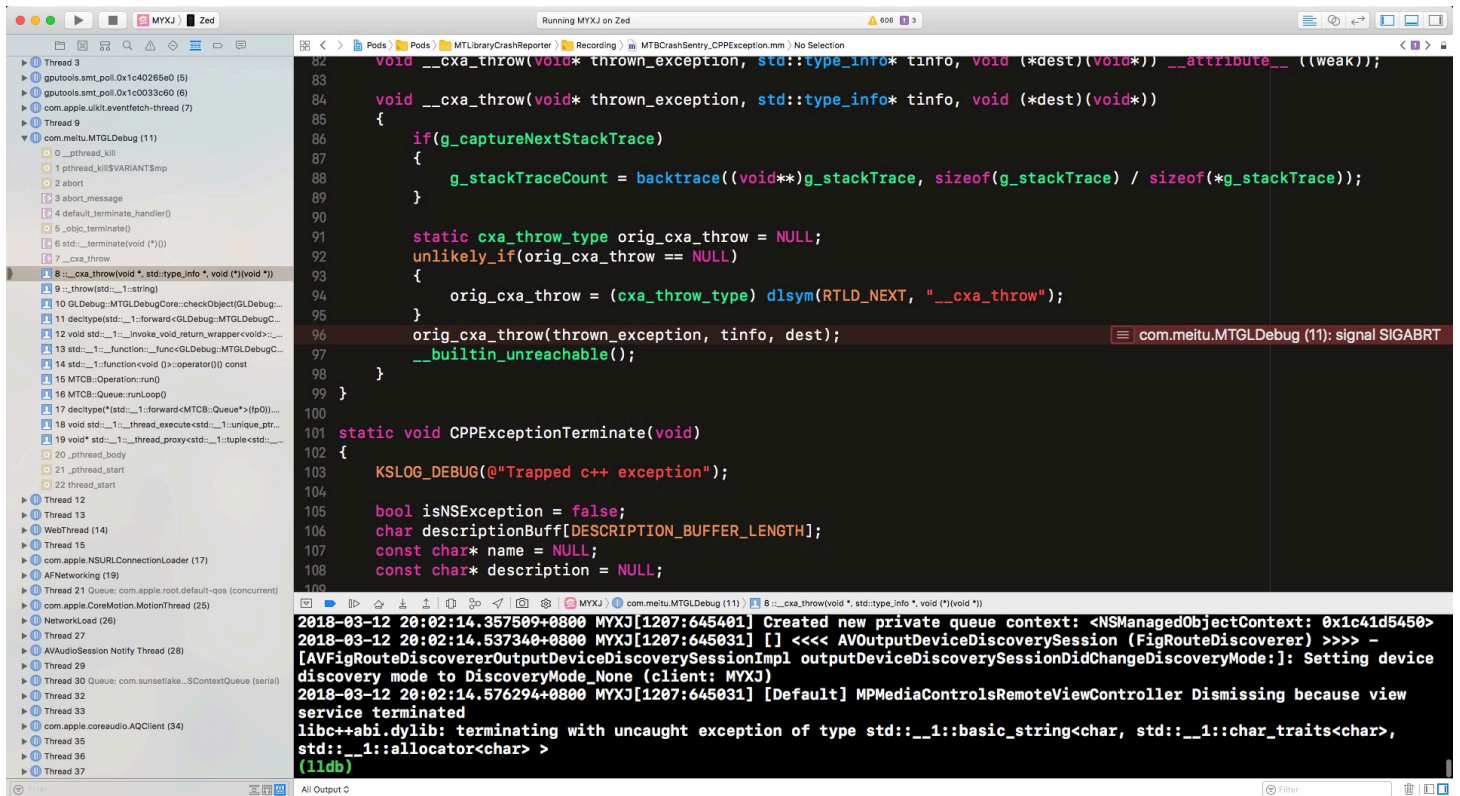 MYXJ 〉 Zed
Running MYXJ on Zed
606 3
Pods 〉 Pods 〉 MTLibraryCrashReporter 〉 Recording 〉 MTBCrashSentry_CPPException.mm 〉 No Selection
Thread 3
gputools.smt_poll.0x1c40265e0 (5)
gputools.smt_poll.0x1c0033c60 (6)
com.apple.uikit.eventfetch-thread (7)
Thread 9
com.meitu.MTGLDebug (11)
0 __pthread_kill
1 pthread_kill$VARIANT$mp
2 abort
3 abort_message
4 default_terminate_handler()
5 _objc_terminate()
6 std::__terminate(void (*)())
7 __cxa_throw
8 ::__cxa_throw(void *, std::type_info *, void (*)(void *))
9 ::_throw(std::__1::string)
10 GLDebug::MTGLDebugCore::checkObject(GLDebug:...
11 decltype(std::__1::forward<GLDebug::MTGLDebugC...
12 void std::__1::__invoke_void_return_wrapper<void>::_...
13 std::__1::__function::__func<GLDebug::MTGLDebugC...
14 std::__1::function<void ()>::operator()() const
15 MTCB::Operation::run()
16 MTCB::Queue::runLoop()
17 decltype(*(std::__1::forward<MTCB::Queue*>(fp0))....
18 void std::__1::__thread_execute<std::__1::unique_ptr...
19 void* std::__1::__thread_proxy<std::__1::tuple<std::__...
20 _pthread_body
21 _pthread_start
22 thread_start
Thread 12
Thread 13
WebThread (14)
Thread 15
com.apple.NSURLConnectionLoader (17)
AFNetworking (19)
Thread 21 Queue: com.apple.root.default-qos (concurrent)
com.apple.CoreMotion.MotionThread (25)
NetworkLoad (26)
Thread 27
AVAudioSession Notify Thread (28)
Thread 29
Thread 30 Queue: com.sunsetlake...SContextQueue (serial)
Thread 32
Thread 33
com.apple.coreaudio.AQClient (34)
Thread 35
Thread 36
Thread 37
Filter
82 void __cxa_throw(void* thrown_exception, std::type_info* tinfo, void (*dest)(void*)) __attribute__ ((weak));
83
84 void __cxa_throw(void* thrown_exception, std::type_info* tinfo, void (*dest)(void*))
85 {
86 if(g_captureNextStackTrace)
87 {
88 g_stackTraceCount = backtrace((void**)g_stackTrace, sizeof(g_stackTrace) / sizeof(*g_stackTrace));
89 }
90
91 static cxa_throw_type orig_cxa_throw = NULL;
92 unlikely_if(orig_cxa_throw == NULL)
93 {
94 orig_cxa_throw = (cxa_throw_type) dlsym(RTLD_NEXT, "__cxa_throw");
95 }
96 orig_cxa_throw(thrown_exception, tinfo, dest); com.meitu.MTGLDebug (11): signal SIGABRT
97 __builtin_unreachable();
98 }
99 }
100
101 static void CPPExceptionTerminate(void)
102 {
103 KSLOG_DEBUG(@"Trapped c++ exception");
104
105 bool isNSException = false;
106 char descriptionBuff[DESCRIPTION_BUFFER_LENGTH];
107 const char* name = NULL;
108 const char* description = NULL;
109
MYXJ 〉 com.meitu.MTGLDebug (11) 〉 8 ::__cxa_throw(void *, std::type_info *, void (*)(void *))
2018-03-12 20:02:14.357509+0800 MYXJ[1207:645401] Created new private queue context: <NSManagedObjectContext: 0x1c41d5450>
2018-03-12 20:02:14.537340+0800 MYXJ[1207:645031] [] <<<< AVOutputDeviceDiscoverySession (FigRouteDiscoverer) >>>> -
[AVFigRouteDiscovererOutputDeviceDiscoverySessionImpl outputDeviceDiscoverySessionDidChangeDiscoveryMode:]: Setting device
discovery mode to DiscoveryMode_None (client: MYXJ)
2018-03-12 20:02:14.576294+0800 MYXJ[1207:645031] [Default] MPMediaControlsRemoteViewController Dismissing because view
service terminated
libc++abi.dylib: terminating with uncaught exception of type std::__1::basic_string<char, std::__1::char_traits<char>,
std::__1::allocator<char> >
(lldb)
All Output
Filter